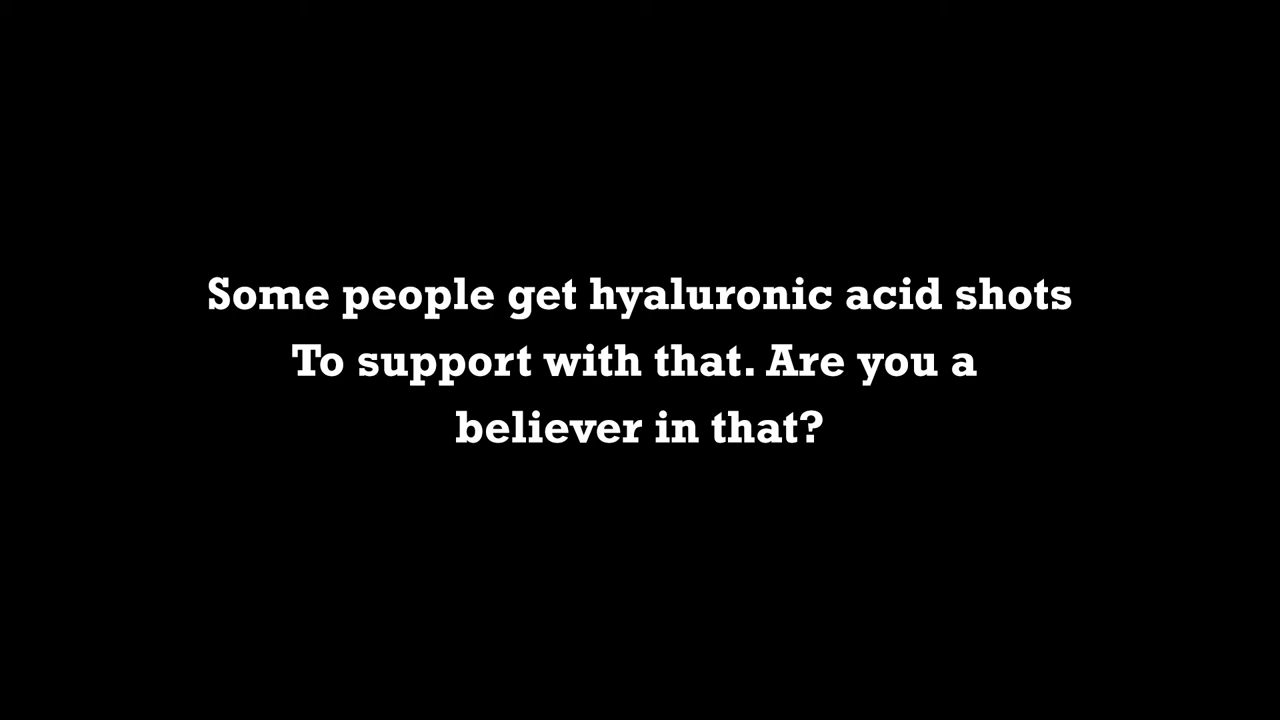 Some people get hyaluronic acid shots
To support with that. Are you a
believer in that?